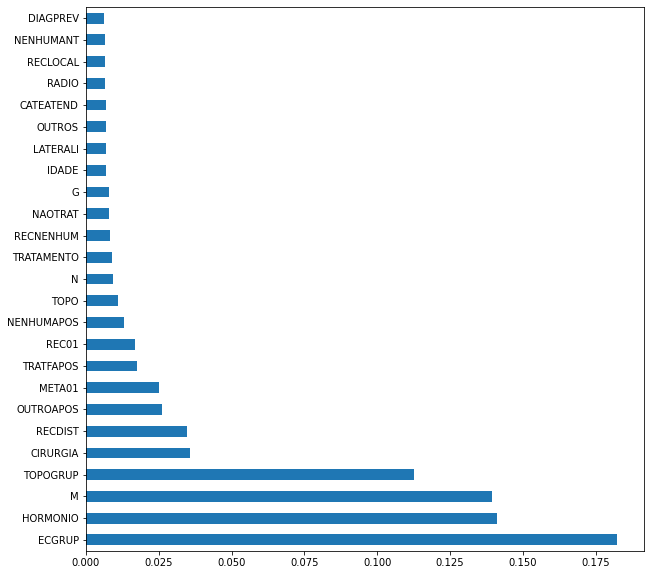 DIAGPREV
NENHUMANT
RECLOCAL
RADIO
CATEATEND
OUTROS
LATERALI
IDADE
G
NAOTRAT
RECNENHUM
TRATAMENTO
N
TOPO
NENHUMAPOS
REC01
TRATFAPOS
META01
OUTROAPOS
RECDIST
CIRURGIA
TOPOGRUP
M
HORMONIO
ECGRUP
0.000 0.025 0.050 0.075 0.100 0.125 0.150 0.175